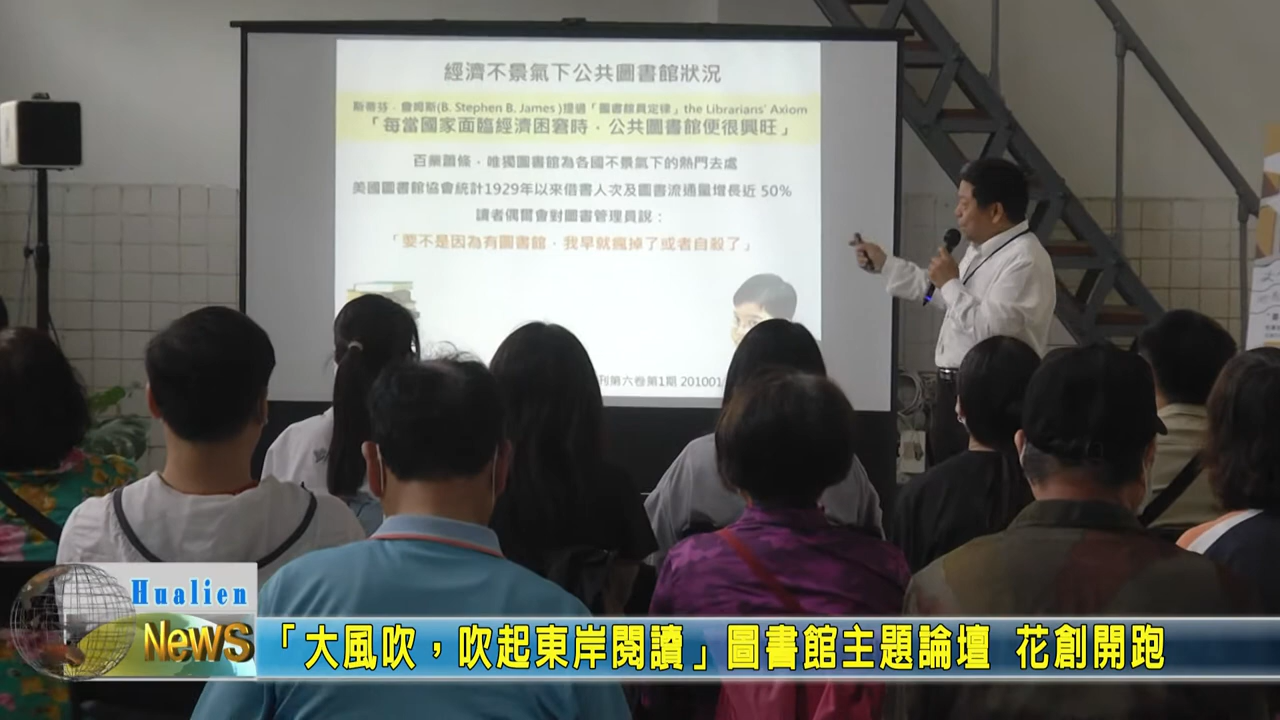 經濟不景氣下公共圖書館狀況
斯蒂芬．詹姆斯(B. Stephen B. James )提過「圖書館員定律」the Librarians' Axiom
「每當國家面臨經濟困窘時．公共圖書館便很興旺」
百業蕭條．唯獨圖書館為各國不景氣下的熱門去處
美國圖書館協會統計1929年以來借書人次及圖書流通量增長近 50%
讀者偶爾會對圖書管理員說：
「要不是因為有圖書館．我早就瘋掉了或者自殺了」
刊第六卷第1期 201001
Hualien
News
「大風吹，吹起東岸閱讀」圖書館主題論壇 花創開跑